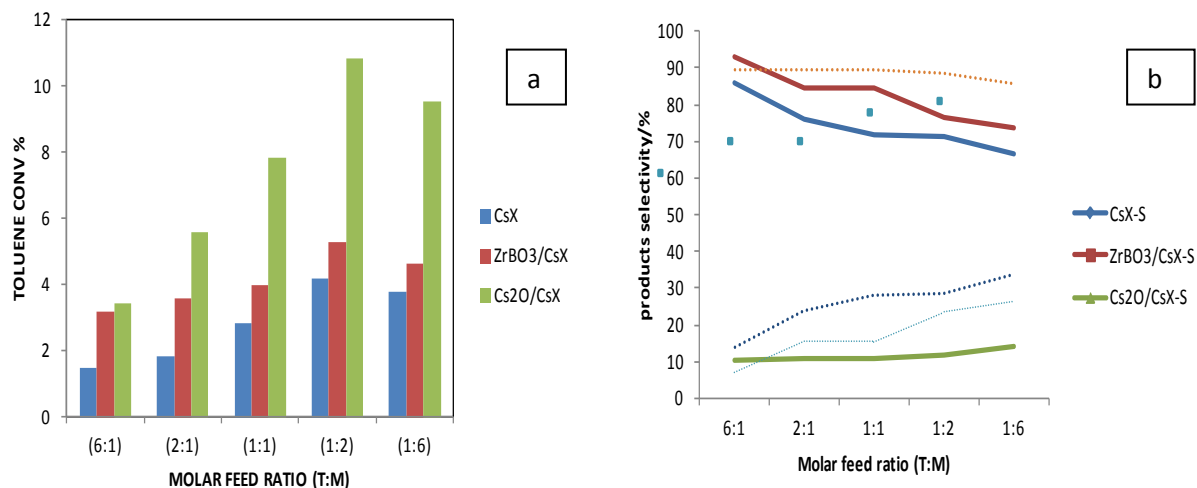 12
10
8
6
4
2
0
TOLUENE CONV %
(6:1)
(2:1)
(1:1)
(1:2)
(1:6)
MOLAR FEED RATIO (T:M)
a
CsX
ZrBO3/CsX
Cs2O/CsX
100
90
80
70
60
50
40
30
20
10
0
products selectivity/%
6:1
2:1
1:1
1:2
1:6
Molar feed ratio (T:M)
b
CsX-S
ZrBO3/CsX-S
Cs2O/CsX-S